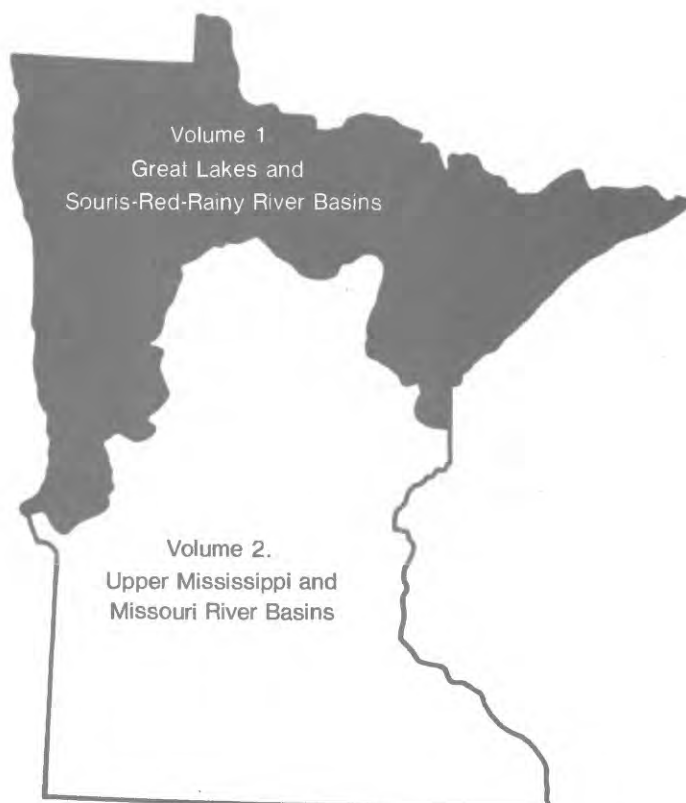 Volume 1
Great Lakes and
Souris-Red-Rainy River Basins
Volume 2.
Upper Mississippi and
Missouri River Basins